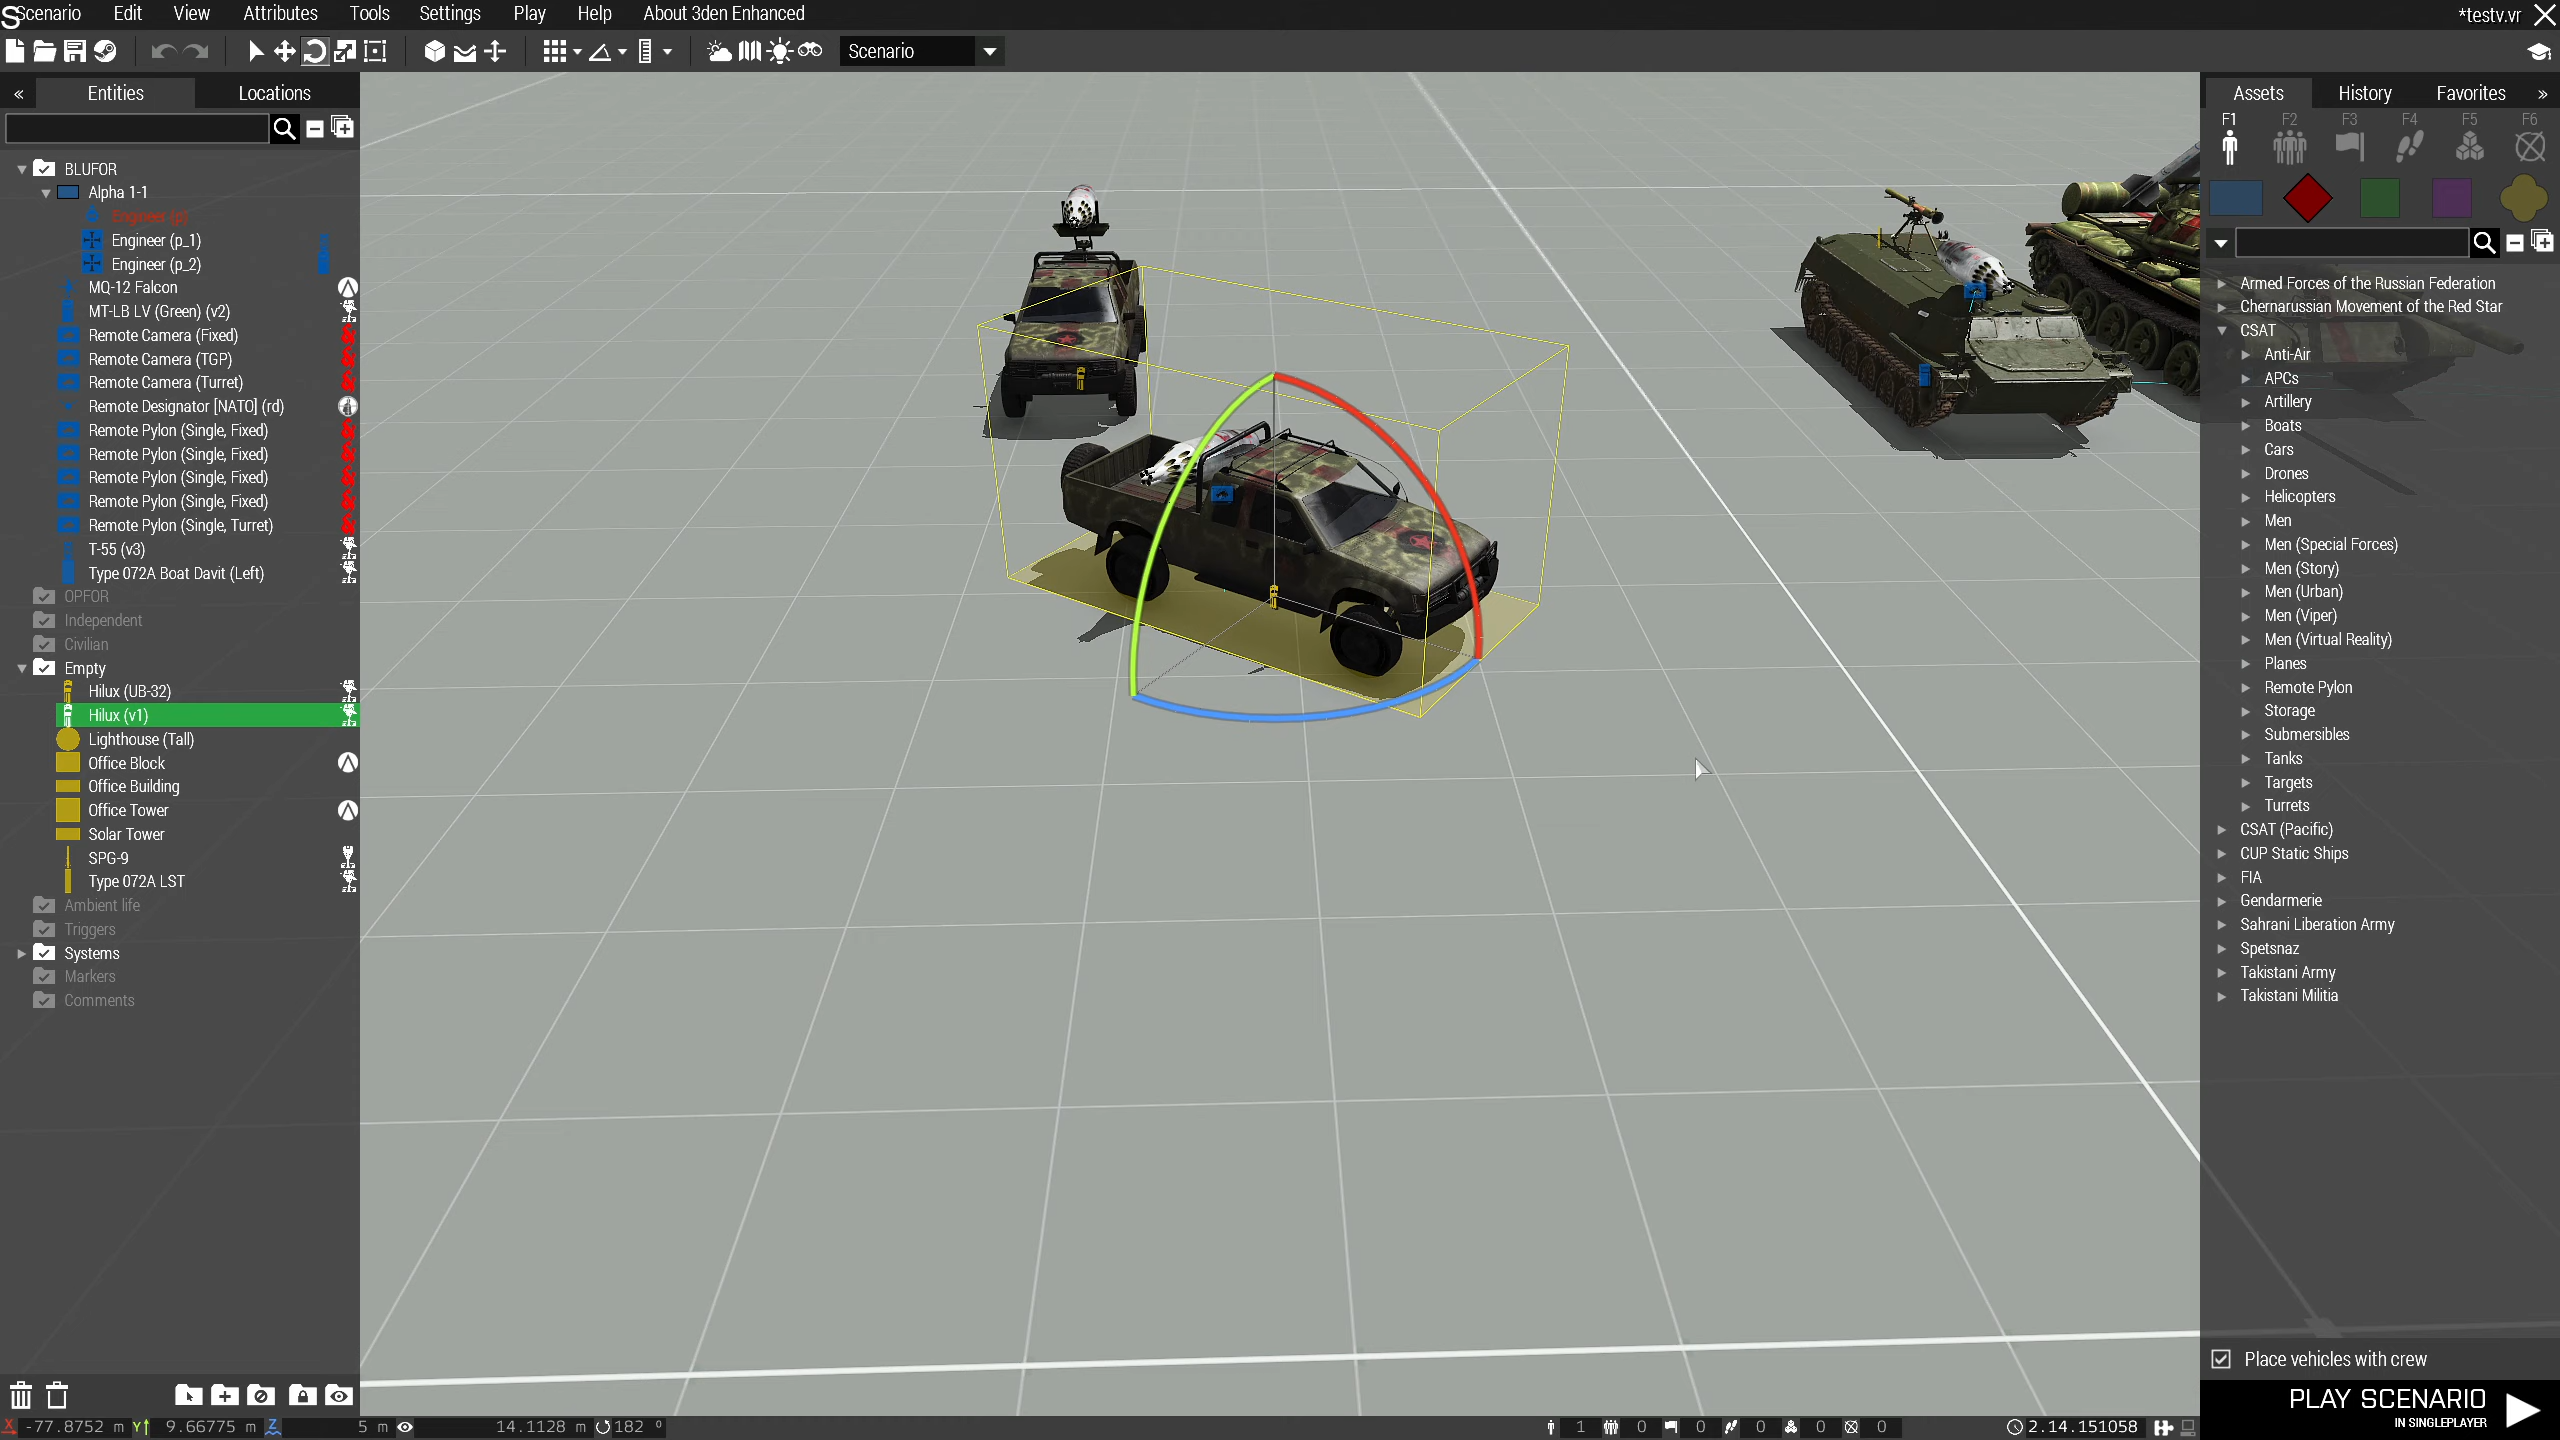 Scenario Edit View Attributes Tools Settings Play Help About 3den Enhanced
*testv.vr
Scenario
Entities Locations
BLUFOR
Alpha 1-1
Engineer (p)
Engineer (p_1)
Engineer (p_2)
MQ-12 Falcon
MT-LB LV (Green) (v2)
Remote Camera (Fixed)
Remote Camera (TGP)
Remote Camera (Turret)
Remote Designator [NATO] (rd)
Remote Pylon (Single, Fixed)
Remote Pylon (Single, Fixed)
Remote Pylon (Single, Fixed)
Remote Pylon (Single, Fixed)
Remote Pylon (Single, Turret)
T-55 (v3)
Type 072A Boat Davit (Left)
OPFOR
Independent
Civilian
Empty
Hilux (UB-32)
Hilux (v1)
Lighthouse (Tall)
Office Block
Office Building
Office Tower
Solar Tower
SPG-9
Type 072A LST
Ambient life
Triggers
Systems
Markers
Comments
X -77.8752 m Y 9.66775 m Z 5 m 14.1128 m 182 °
1 0 0 0 0 0
2.14.151058
Assets History Favorites
F1 F2 F3 F4 F5 F6
Armed Forces of the Russian Federation
Chernarussian Movement of the Red Star
CSAT
Anti-Air
APCs
Artillery
Boats
Cars
Drones
Helicopters
Men
Men (Special Forces)
Men (Story)
Men (Urban)
Men (Viper)
Men (Virtual Reality)
Planes
Remote Pylon
Storage
Submersibles
Tanks
Targets
Turrets
CSAT (Pacific)
CUP Static Ships
FIA
Gendarmerie
Sahrani Liberation Army
Spetsnaz
Takistani Army
Takistani Militia
Place vehicles with crew
PLAY SCENARIO
IN SINGLEPLAYER